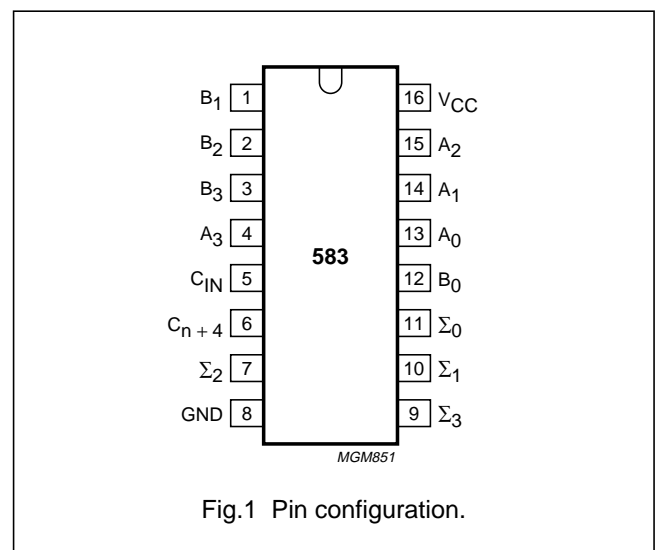 B1 1 16 VCC
B2 2 15 A2
B3 3 14 A1
A3 4 13 A0
583
CIN 5 12 B0
Cn + 4 6 11 Σ0
Σ2 7 10 Σ1
GND 8 9 Σ3
MGM851
Fig.1 Pin configuration.